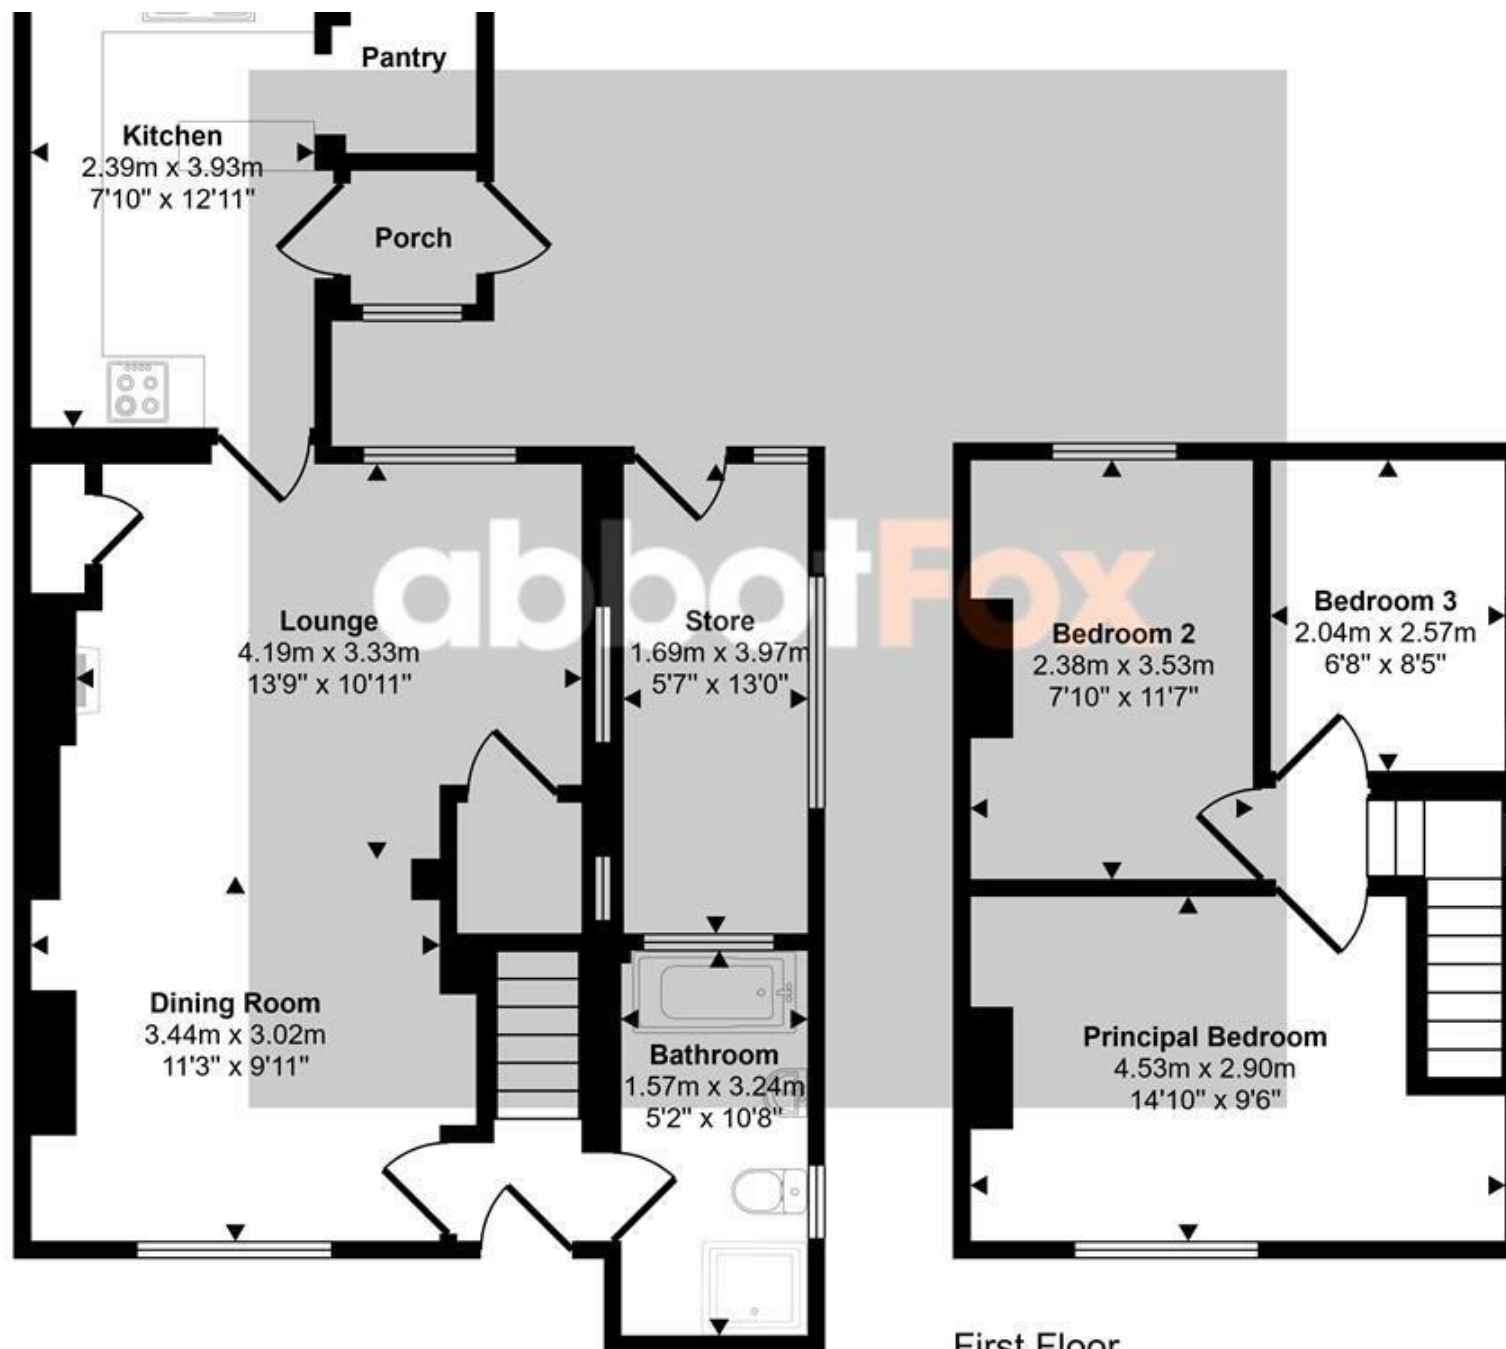 Pantry
Kitchen
2.39m x 3.93m
7'10" x 12'11"
Porch
abbotFox
Lounge
4.19m x 3.33m
13'9" x 10'11"
Store
1.69m x 3.97m
5'7" x 13'0"
Bedroom 2
2.38m x 3.53m
7'10" x 11'7"
Bedroom 3
2.04m x 2.57m
6'8" x 8'5"
Dining Room
3.44m x 3.02m
11'3" x 9'11"
Bathroom
1.57m x 3.24m
5'2" x 10'8"
Principal Bedroom
4.53m x 2.90m
14'10" x 9'6"
First Floor